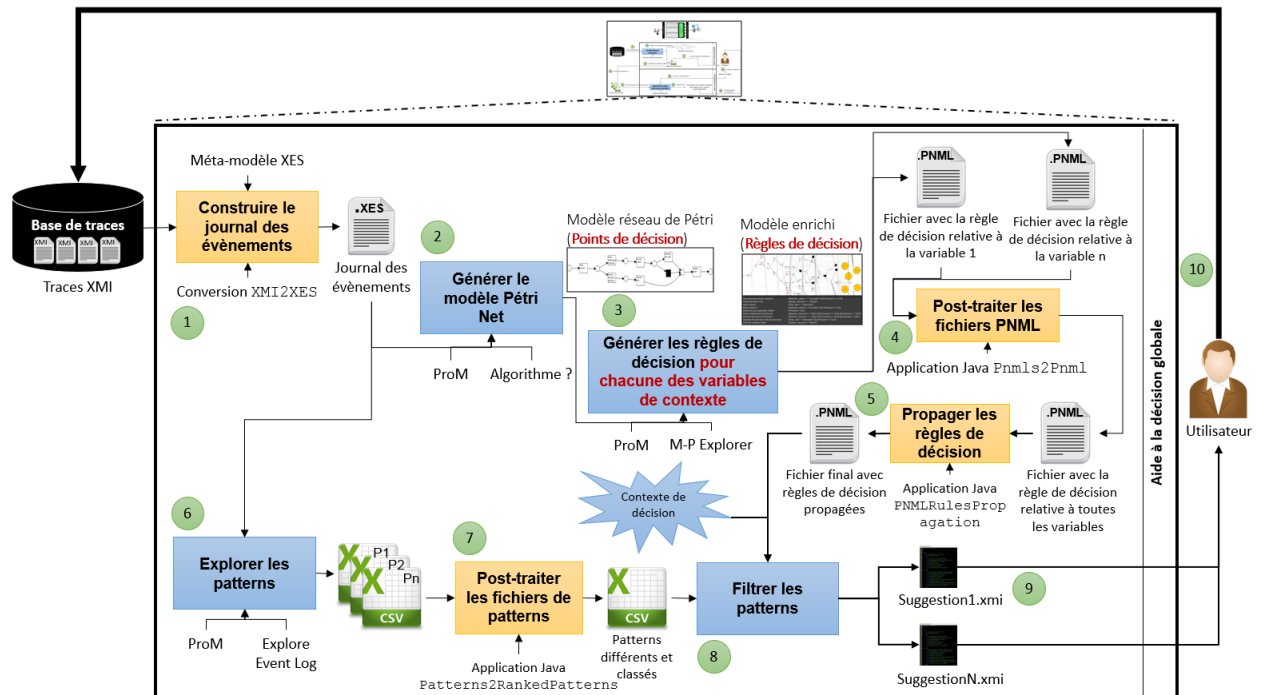 Méta-modèle XES
Base de traces
XMI XMI XMI XMI
Traces XMI
Construire le
journal des
évènements
Conversion XMI2XES
1
.XES
Journal des
évènements
2
Générer le
modèle Pétri
Net
ProM
Algorithme ?
Modèle réseau de Pétri
(Points de décision)
3
Générer les règles de
décision pour
chacune des variables
de contexte
ProM
M-P Explorer
Modèle enrichi
(Règles de décision)
.PNML
Fichier avec la règle
de décision relative à
la variable 1
.PNML
Fichier avec la règle
de décision relative à
la variable n
4
Post-traiter les
fichiers PNML
Application Java Pnmls2Pnml
5
Propager les
règles de
décision
Application Java
PNMLRulesProp
agation
.PNML
Fichier avec la
règle de décision
relative à toutes
les variables
.PNML
Fichier final avec
règles de décision
propagées
Contexte de
décision
6
Explorer les
patterns
ProM
Explore
Event Log
P1
P2
Pn
X
CSV
7
Post-traiter
les fichiers de
patterns
Application Java
Patterns2RankedPatterns
X
CSV
Patterns
différents et
classés
Filtrer les
patterns
8
Suggestion1.xmi
9
SuggestionN.xmi
Aide à la décision globale
10
Utilisateur